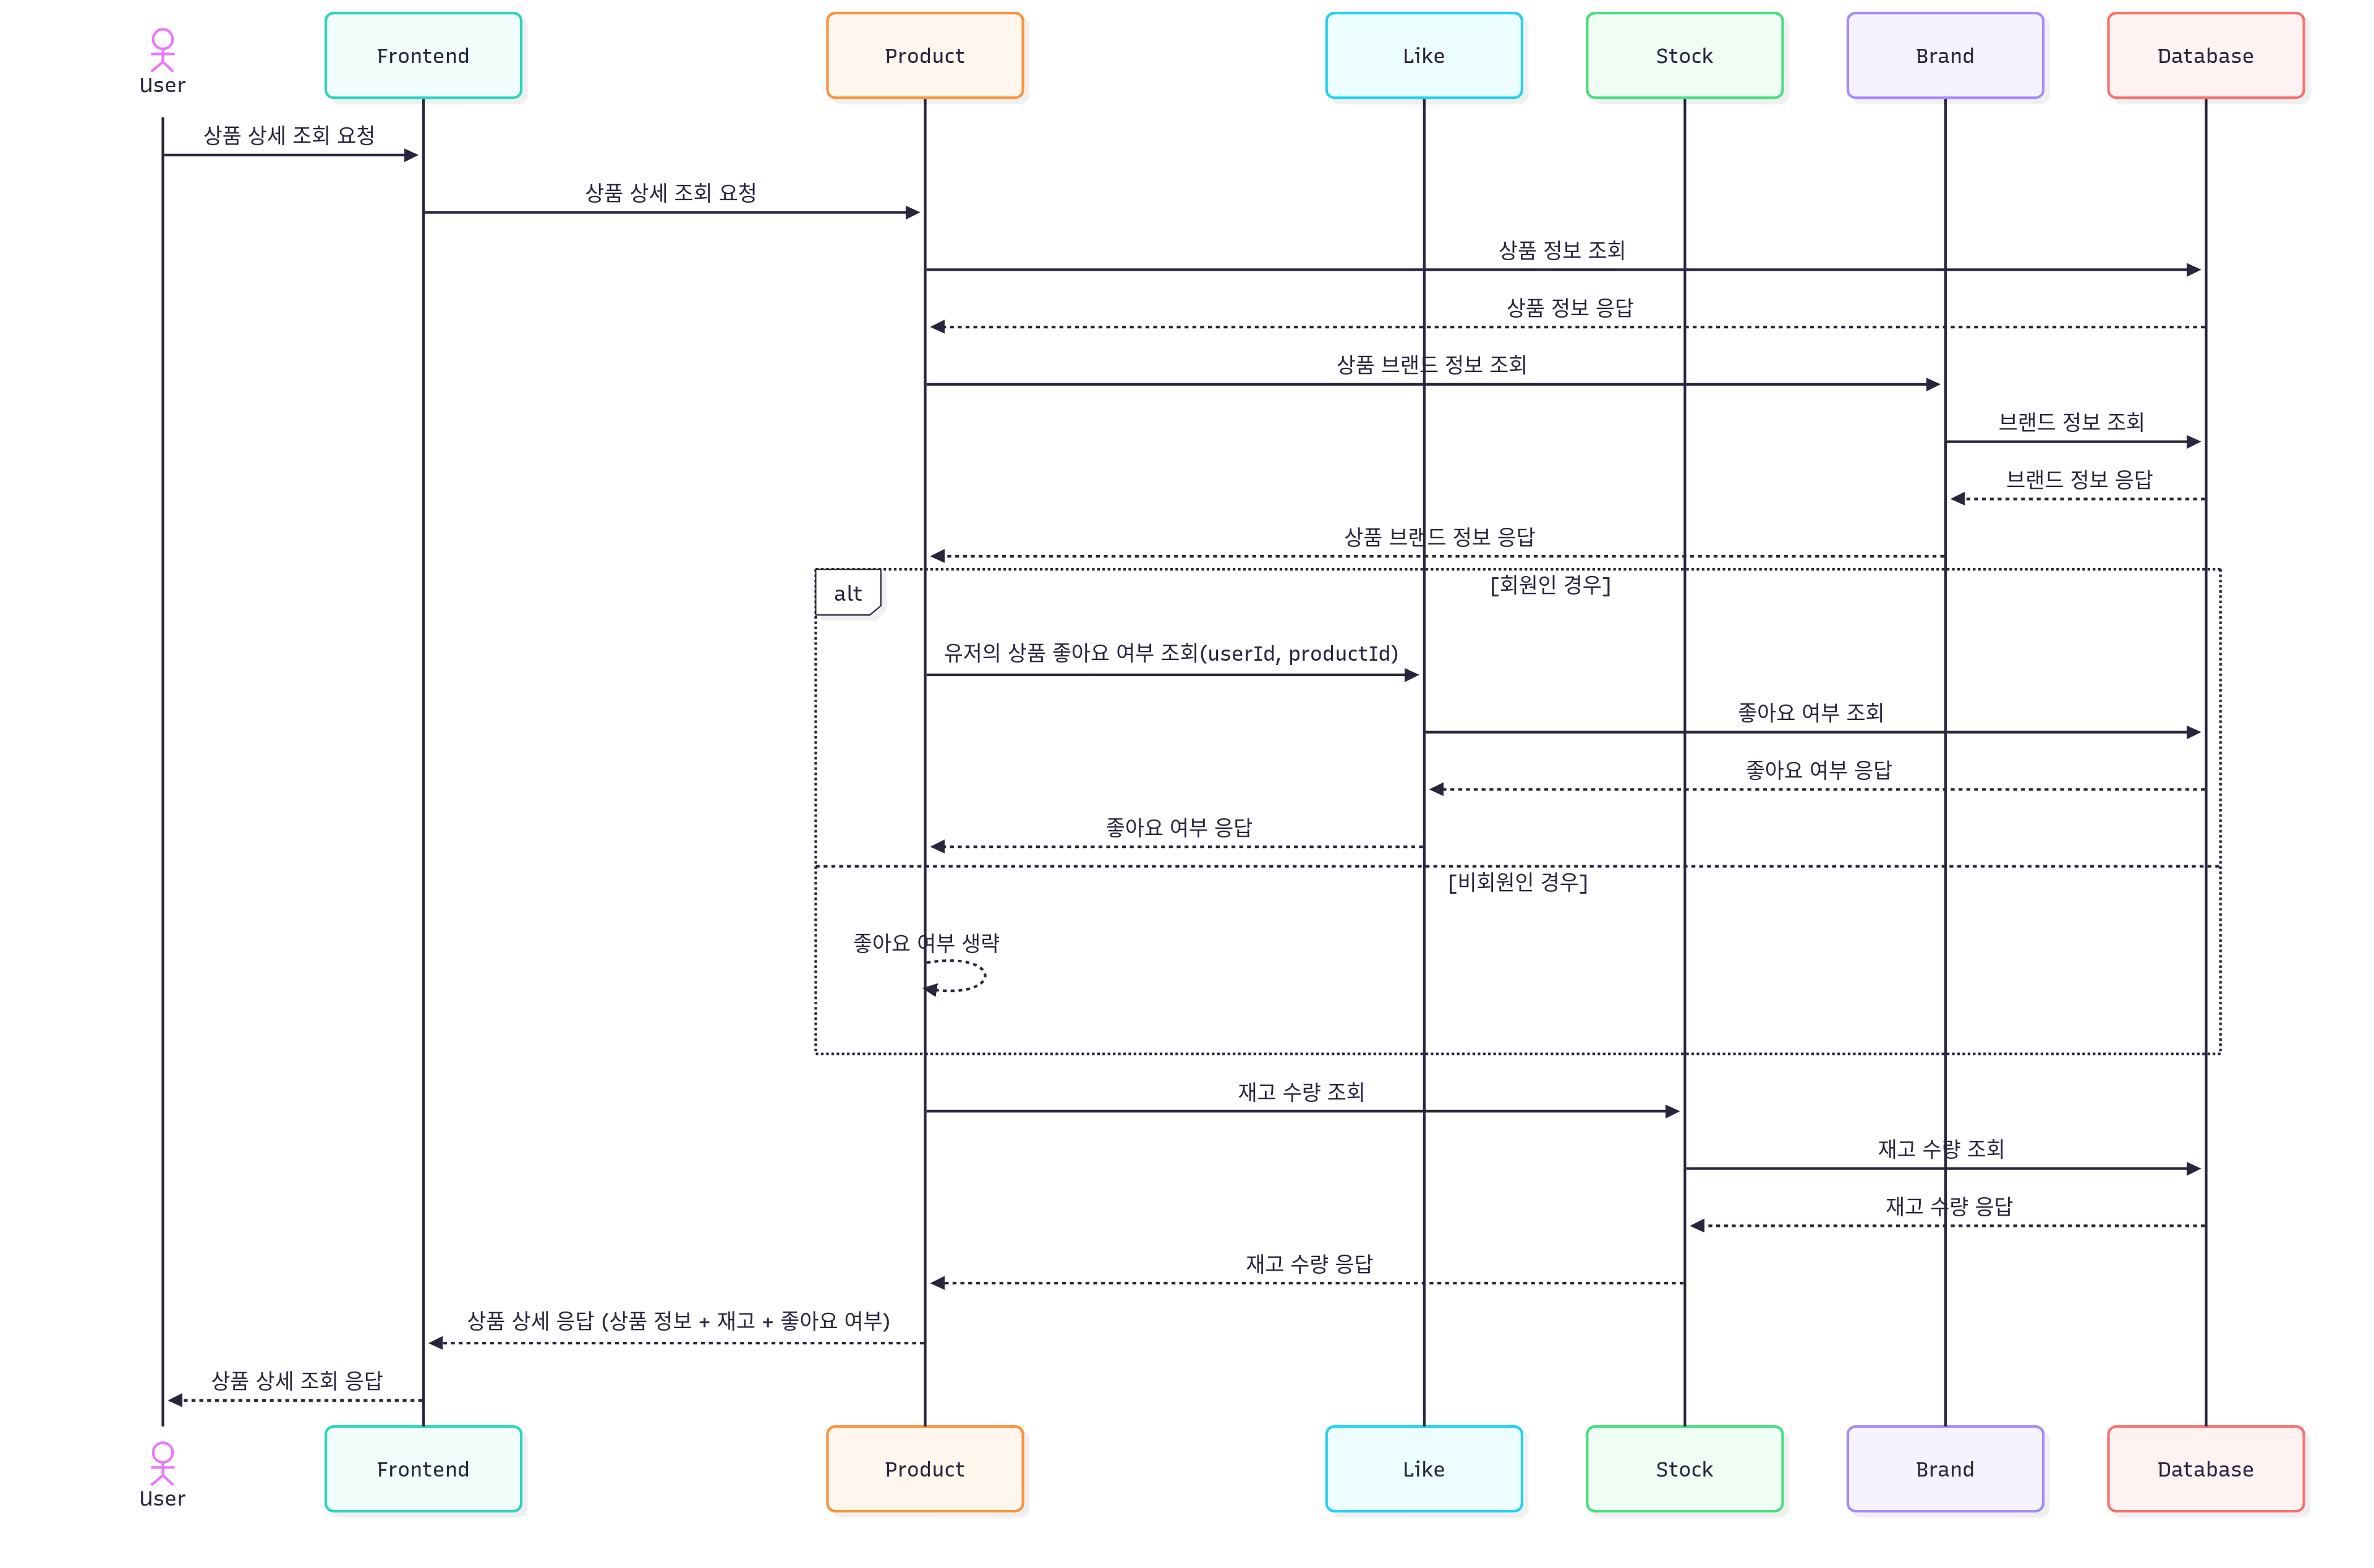 User
Frontend
Product
Like
Stock
Brand
Database
상품 상세 조회 요청
상품 상세 조회 요청
상품 정보 조회
상품 정보 응답
상품 브랜드 정보 조회
브랜드 정보 조회
브랜드 정보 응답
상품 브랜드 정보 응답
alt
[회원인 경우]
유저의 상품 좋아요 여부 조회(userId, productId)
좋아요 여부 조회
좋아요 여부 응답
좋아요 여부 응답
[비회원인 경우]
좋아요 여부 생략
재고 수량 조회
재고 수량 조회
재고 수량 응답
재고 수량 응답
상품 상세 응답 (상품 정보 + 재고 + 좋아요 여부)
상품 상세 조회 응답
User
Frontend
Product
Like
Stock
Brand
Database